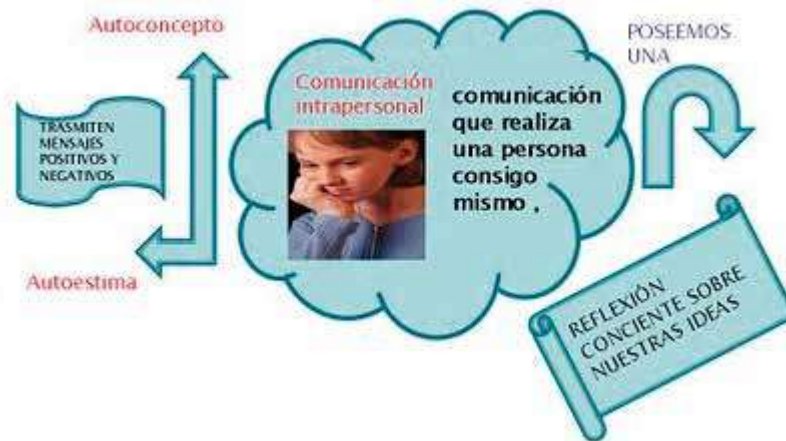 Autoconcepto
TRASMITEN
MENSAJES
POSITIVOS Y
NEGATIVOS
Autoestima
Comunicación
intrapersonal
comunicación
que realiza
una persona
consigo
mismo .
POSEEMOS
UNA
REFLEXIÓN
CONCIENTE SOBRE
NUESTRAS IDEAS